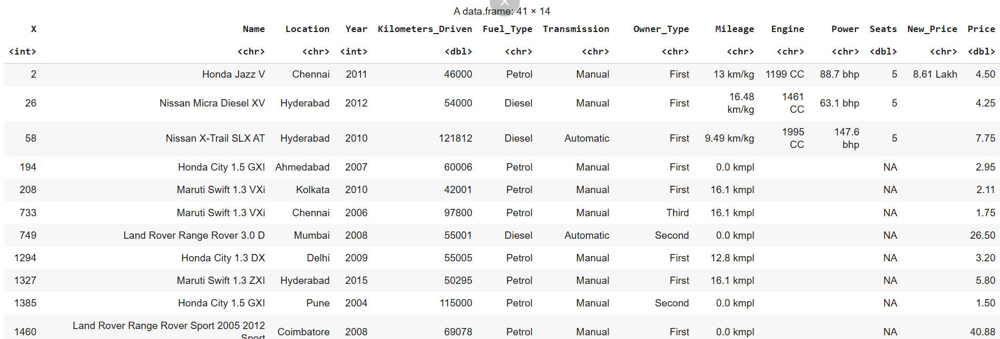 A data.frame: 41 × 14
X Name Location Year Kilometers_Driven Fuel_Type Transmission Owner_Type Mileage Engine Power Seats New_Price Price
<int> <chr> <chr> <int> <dbl> <chr> <chr> <chr> <chr> <chr> <chr> <dbl> <chr> <dbl>
2 Honda Jazz V Chennai 2011 46000 Petrol Manual First 13 km/kg 1199 CC 88.7 bhp 5 8.61 Lakh 4.50
26 Nissan Micra Diesel XV Hyderabad 2012 54000 Diesel Manual First 16.48 km/kg 1461 CC 63.1 bhp 5 4.25
58 Nissan X-Trail SLX AT Hyderabad 2010 121812 Diesel Automatic First 9.49 km/kg 1995 CC 147.6 bhp 5 7.75
194 Honda City 1.5 GXI Ahmedabad 2007 60006 Petrol Manual First 0.0 kmpl NA 2.95
208 Maruti Swift 1.3 VXi Kolkata 2010 42001 Petrol Manual First 16.1 kmpl NA 2.11
733 Maruti Swift 1.3 VXi Chennai 2006 97800 Petrol Manual Third 16.1 kmpl NA 1.75
749 Land Rover Range Rover 3.0 D Mumbai 2008 55001 Diesel Automatic Second 0.0 kmpl NA 26.50
1294 Honda City 1.3 DX Delhi 2009 55005 Petrol Manual First 12.8 kmpl NA 3.20
1327 Maruti Swift 1.3 ZXI Hyderabad 2015 50295 Petrol Manual First 16.1 kmpl NA 5.80
1385 Honda City 1.5 GXI Pune 2004 115000 Petrol Manual Second 0.0 kmpl NA 1.50
1460 Land Rover Range Rover Sport 2005 2012 Sport Coimbatore 2008 69078 Petrol Manual First 0.0 kmpl NA 40.88